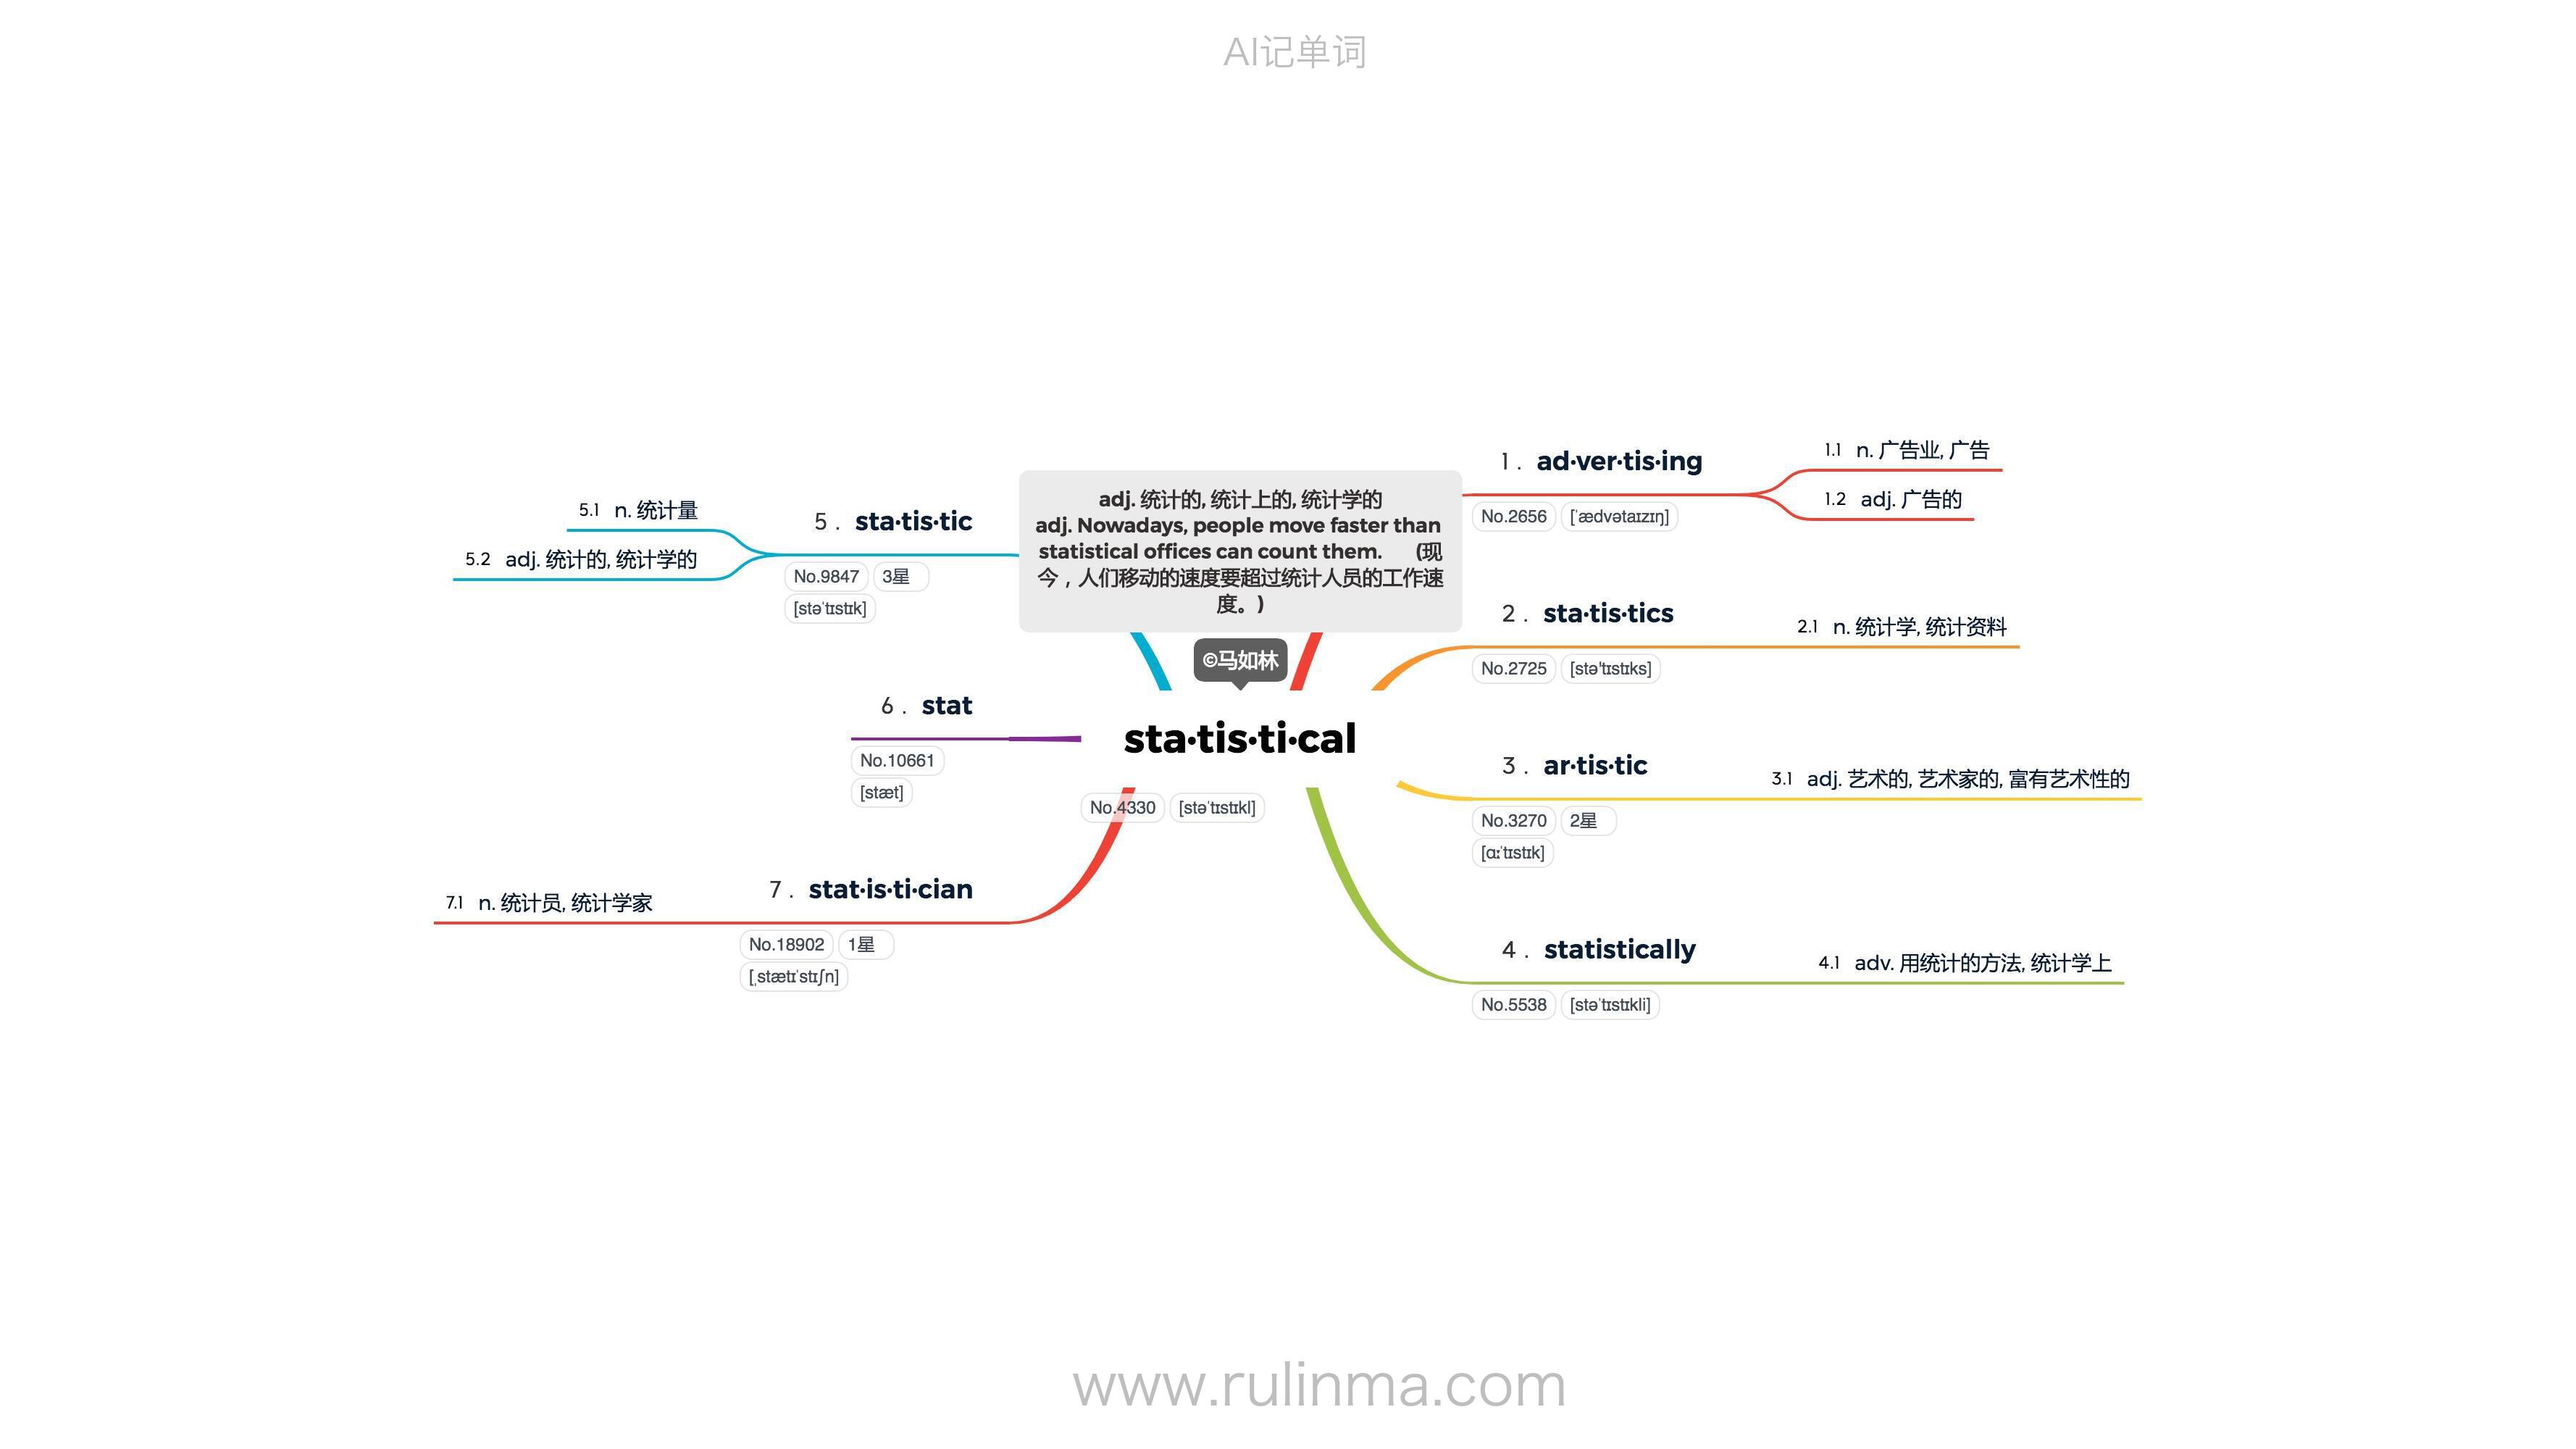 AI记单词
adj. 统计的, 统计上的, 统计学的
adj. Nowadays, people move faster than
statistical offices can count them. (现
今，人们移动的速度要超过统计人员的工作速
度。)
©马如林
sta·tis·ti·cal
No.4330 [stəˈtɪstɪkl]
1 . ad·ver·tis·ing
No.2656 [ˈædvətaɪzɪŋ]
1.1 n. 广告业, 广告
1.2 adj. 广告的
2 . sta·tis·tics
No.2725 [stə'tɪstɪks]
2.1 n. 统计学, 统计资料
3 . ar·tis·tic
No.3270 2星
[ɑːˈtɪstɪk]
3.1 adj. 艺术的, 艺术家的, 富有艺术性的
4 . statistically
No.5538 [stəˈtɪstɪkli]
4.1 adv. 用统计的方法, 统计学上
5 . sta·tis·tic
No.9847 3星
[stəˈtɪstɪk]
5.1 n. 统计量
5.2 adj. 统计的, 统计学的
6 . stat
No.10661
[stæt]
7 . stat·is·ti·cian
No.18902 1星
[ˌstætɪˈstɪʃn]
7.1 n. 统计员, 统计学家
www.rulinma.com